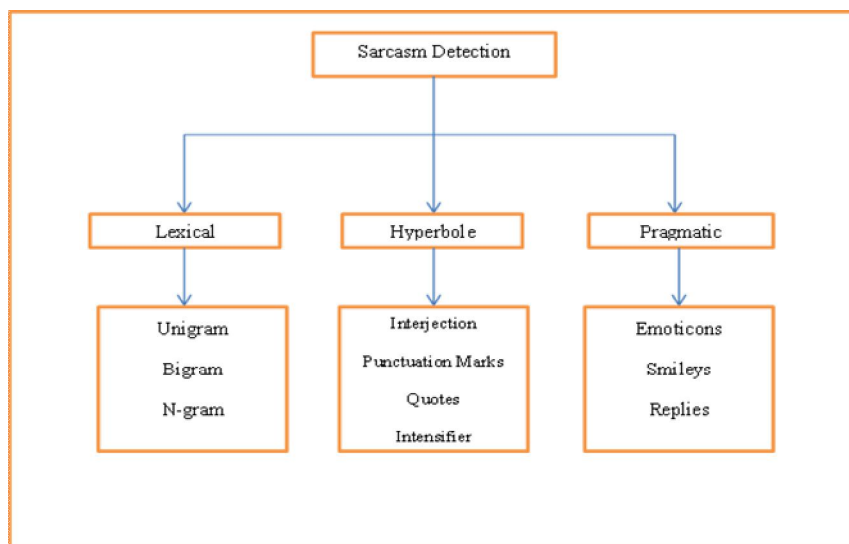 Sarcasm Detection
Lexical
Hyperbole
Pragmatic
Unigram
Bigram
N-gram
Interjection
Punctuation Marks
Quotes
Intensifier
Emoticons
Smileys
Replies